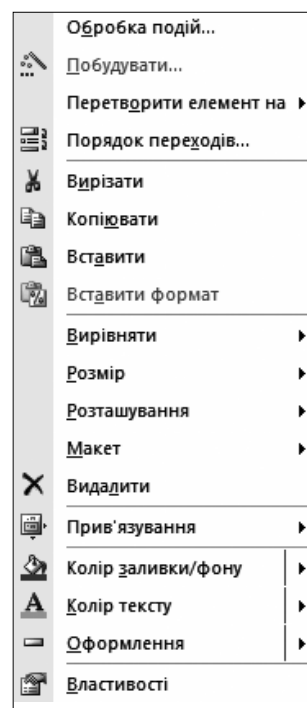 Обробка подій...
Побудувати...
Перетворити елемент на
Порядок переходів...
Вирізати
Копіювати
Вставити
Вставити формат
Вирівняти
Розмір
Розташування
Макет
Видалити
Прив'язування
Колір заливки/фону
Колір тексту
Оформлення
Властивості